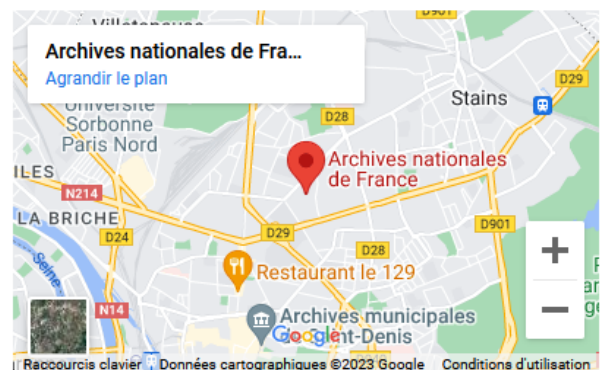 D901
Villetaneuse
Archives nationales de Fra...
Agrandir le plan
D29
Stains
Université
Sorbonne
Paris Nord
D28
Archives nationales
de France
ILES
N214
LA BRICHE
D24
D29
D901
D28
Restaurant le 129
Seine
N14
Archives municipales
Saint-Denis
Google
Raccourcis clavier
Données cartographiques ©2023 Google
Conditions d'utilisation